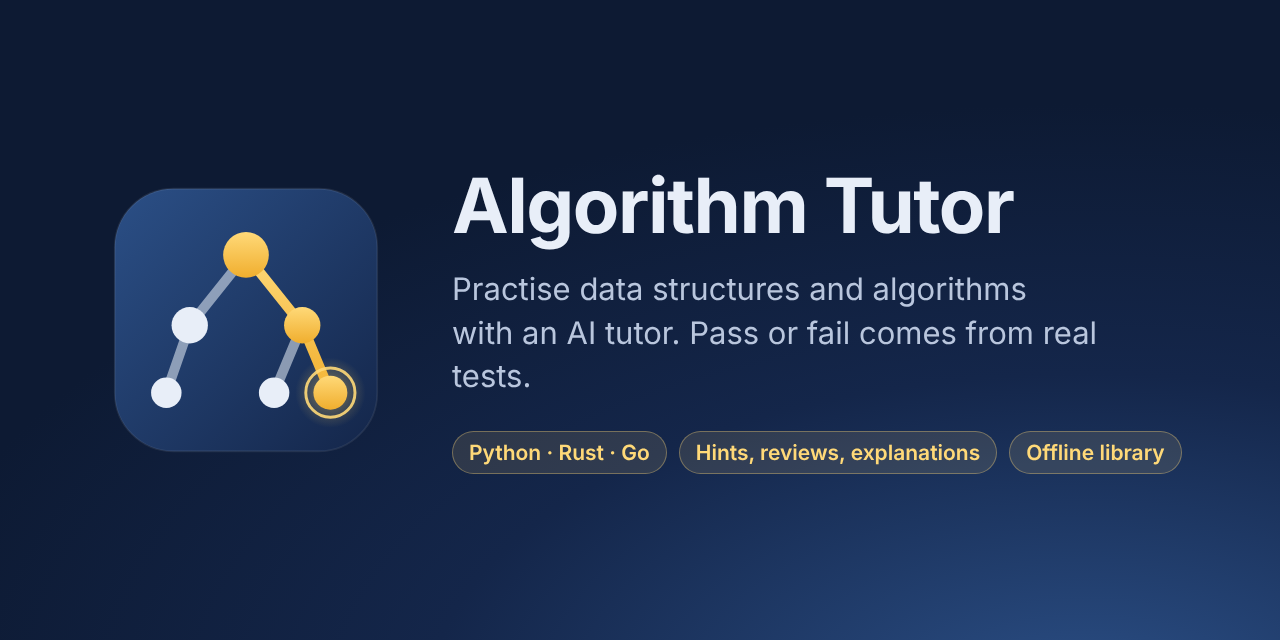 Algorithm Tutor
Practise data structures and algorithms
with an AI tutor. Pass or fail comes from real
tests.
Python · Rust · Go
Hints, reviews, explanations
Offline library